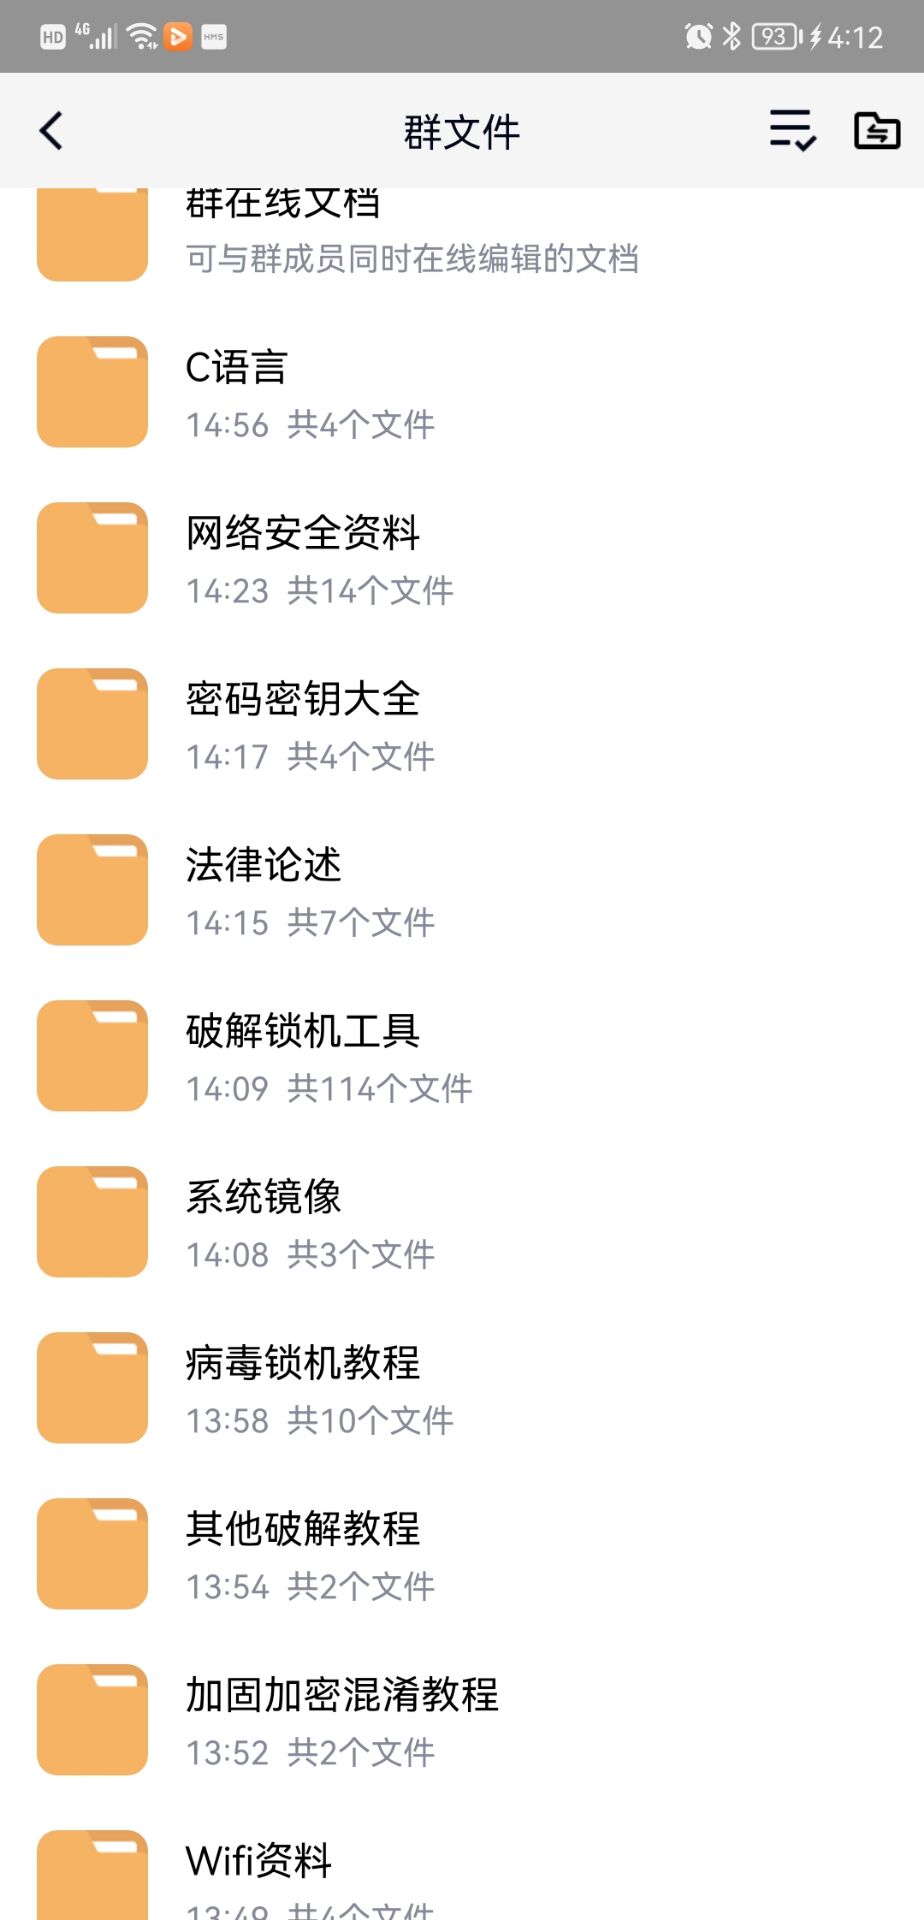 HD 4G HMS 93 4:12
群文件
群在线文档
可与群成员同时在线编辑的文档
C语言
14:56 共4个文件
网络安全资料
14:23 共14个文件
密码密钥大全
14:17 共4个文件
法律论述
14:15 共7个文件
破解锁机工具
14:09 共114个文件
系统镜像
14:08 共3个文件
病毒锁机教程
13:58 共10个文件
其他破解教程
13:54 共2个文件
加固加密混淆教程
13:52 共2个文件
Wifi资料
13:49 共4个文件